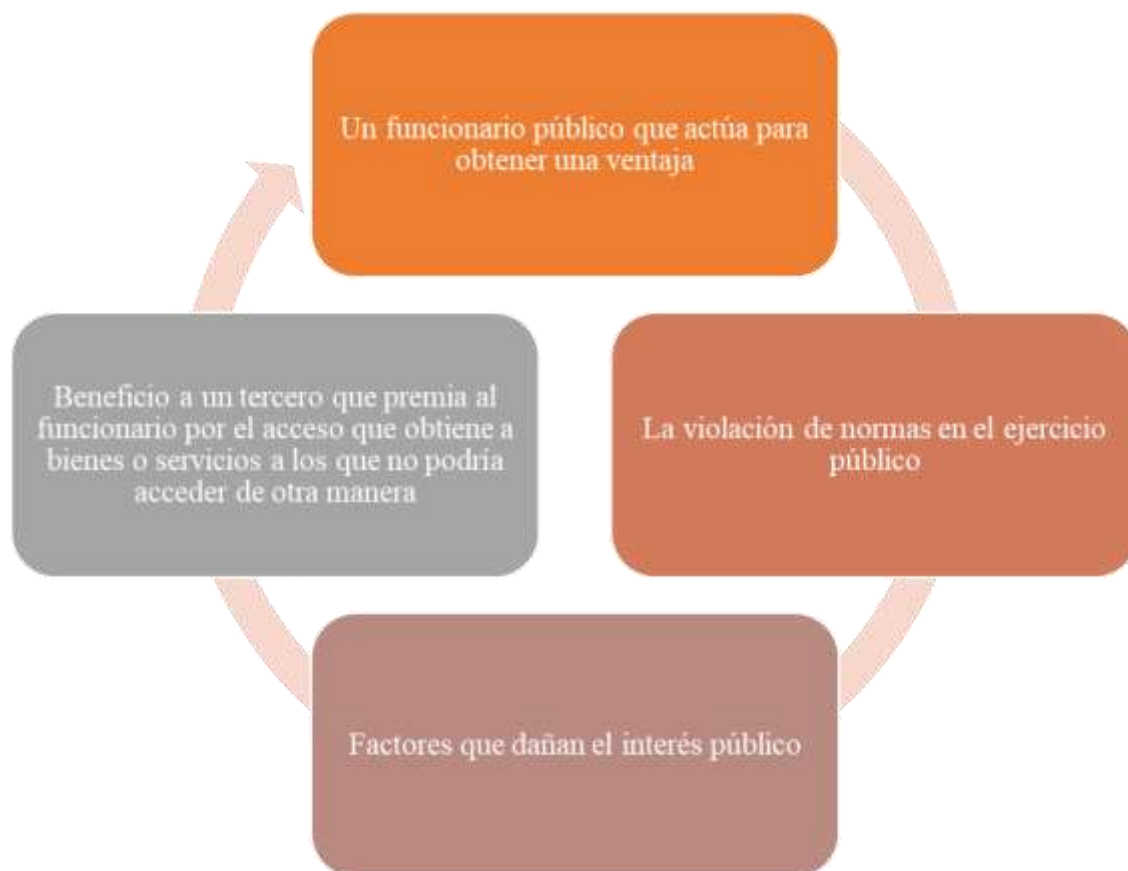 Un funcionario público que actúa para
obtener una ventaja
La violación de normas en el ejercicio
público
Factores que dañan el interés público
Beneficio a un tercero que premia al
funcionario por el acceso que obtiene a
bienes o servicios a los que no podría
acceder de otra manera